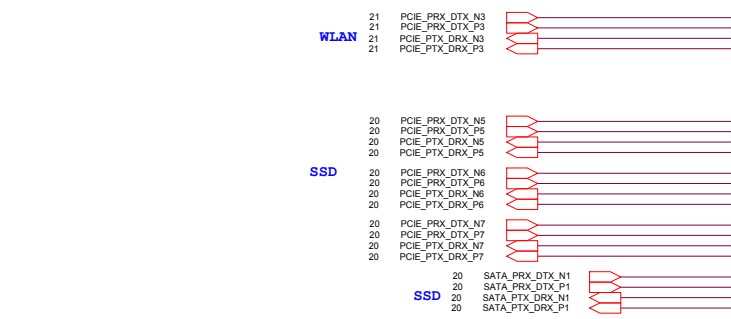 21 PCIE_PRX_DTX_N3
21 PCIE_PRX_DTX_P3
WLAN 21 PCIE_PTX_DRX_N3
21 PCIE_PTX_DRX_P3
20 PCIE_PRX_DTX_N5
20 PCIE_PRX_DTX_P5
20 PCIE_PTX_DRX_N5
20 PCIE_PTX_DRX_P5
SSD 20 PCIE_PRX_DTX_N6
20 PCIE_PRX_DTX_P6
20 PCIE_PTX_DRX_N6
20 PCIE_PTX_DRX_P6
20 PCIE_PRX_DTX_N7
20 PCIE_PRX_DTX_P7
20 PCIE_PTX_DRX_N7
20 PCIE_PTX_DRX_P7
20 SATA_PRX_DTX_N1
20 SATA_PRX_DTX_P1
SSD 20 SATA_PTX_DRX_N1
20 SATA_PTX_DRX_P1